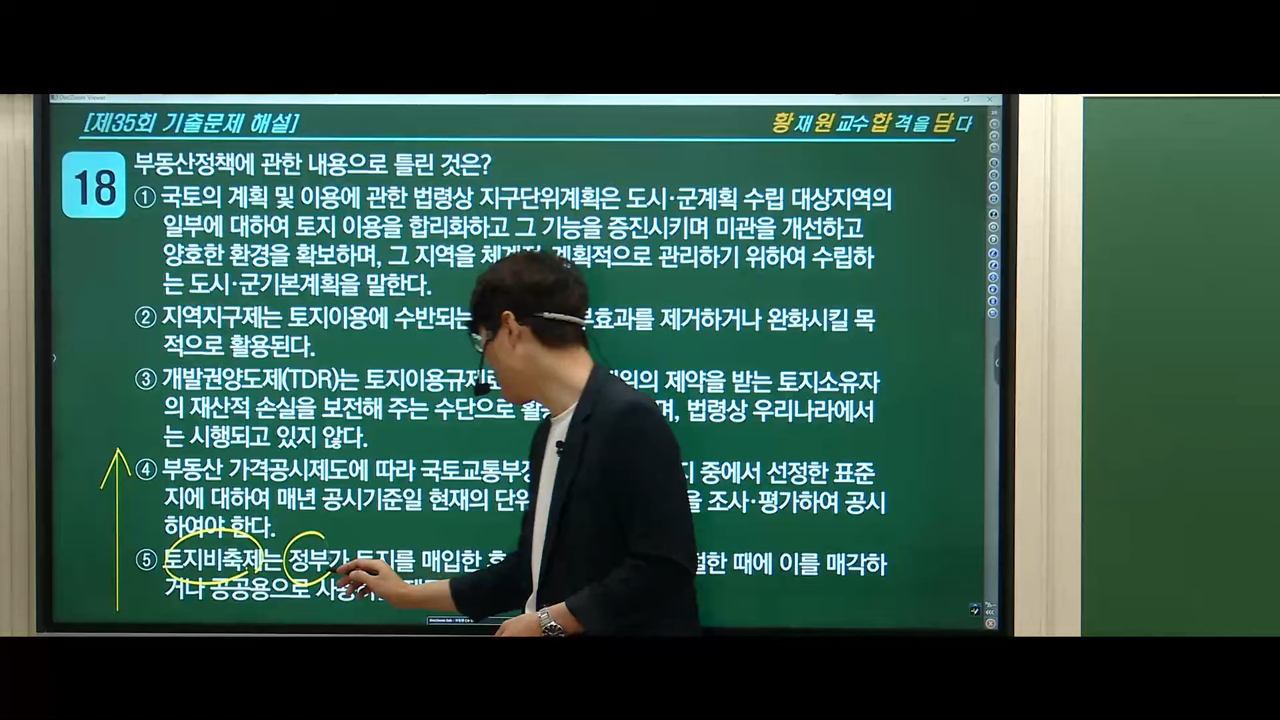 [제35회 기출문제 해설]
황재원 교수 합격을 담다
18
부동산정책에 관한 내용으로 틀린 것은?
① 국토의 계획 및 이용에 관한 법령상 지구단위계획은 도시·군계획 수립 대상지역의
일부에 대하여 토지 이용을 합리화하고 그 기능을 증진시키며 미관을 개선하고
양호한 환경을 확보하며, 그 지역을 체계적·계획적으로 관리하기 위하여 수립하
는 도시·군기본계획을 말한다.
② 지역지구제는 토지이용에 수반되는 부효과를 제거하거나 완화시킬 목
적으로 활용된다.
③ 개발권양도제(TDR)는 토지이용규제로 제약을 받는 토지소유자
의 재산적 손실을 보전해 주는 수단으로 법령상 우리나라에서
는 시행되고 있지 않다.
④ 부동산 가격공시제도에 따라 국토교통부장 중에서 선정한 표준
지에 대하여 매년 공시기준일 현재의 단위 조사·평가하여 공시
하여야 한다.
⑤ 토지비축제는 정부가 토지를 매입한 후 때에 이를 매각하
거나 공공용으로